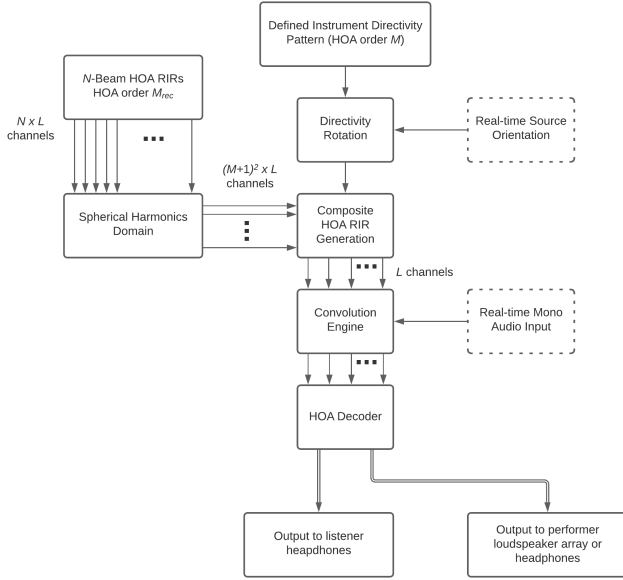 Defined Instrument Directivity
Pattern (HOA order M)
N-Beam HOA RIRs
HOA order Mrec
N x L
channels
Directivity
Rotation
Real-time Source
Orientation
(M+1)² x L
channels
Spherical Harmonics
Domain
Composite
HOA RIR
Generation
L channels
Convolution
Engine
Real-time Mono
Audio Input
HOA Decoder
Output to listener
heapdhones
Output to performer
loudspeaker array or
headphones